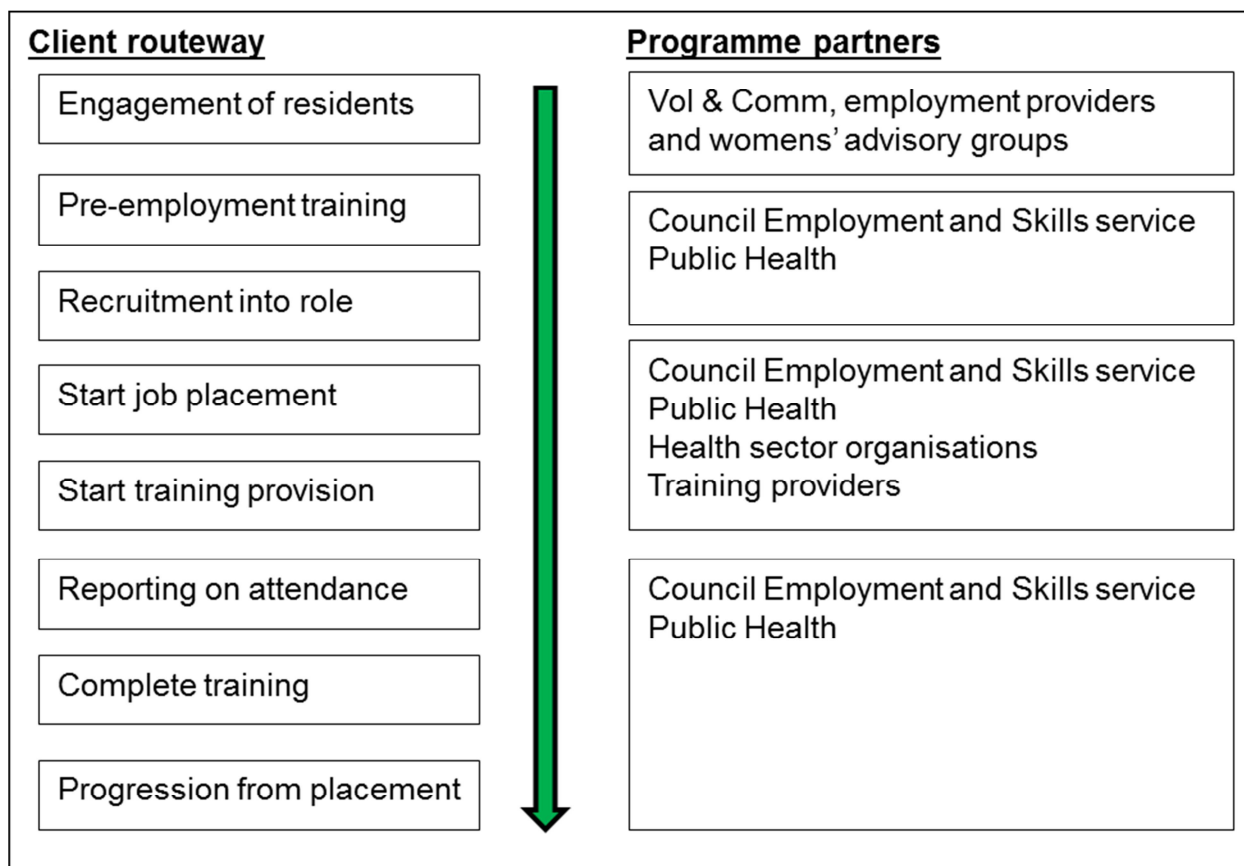 Client routeway
Engagement of residents
Pre-employment training
Recruitment into role
Start job placement
Start training provision
Reporting on attendance
Complete training
Progression from placement
Programme partners
Vol & Comm, employment providers
and womens’ advisory groups
Council Employment and Skills service
Public Health
Council Employment and Skills service
Public Health
Health sector organisations
Training providers
Council Employment and Skills service
Public Health